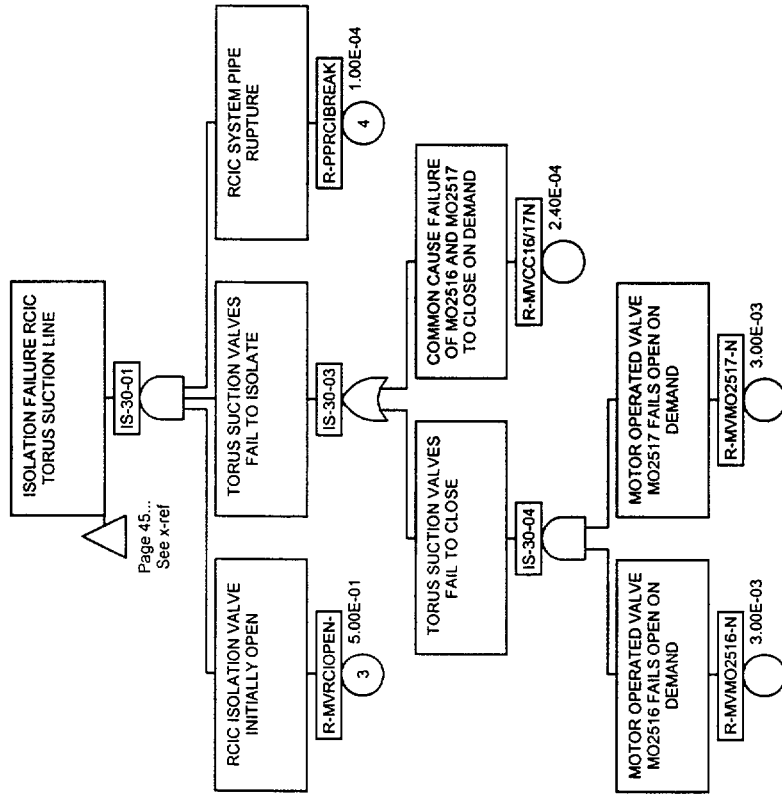 ISOLATION FAILURE RCIC
TORUS SUCTION LINE
IS-30-01
Page 45...
See x-ref
RCIC ISOLATION VALVE
INITIALLY OPEN
R-MVRCIOPEN-
3
5.00E-01
TORUS SUCTION VALVES
FAIL TO ISOLATE
IS-30-03
RCIC SYSTEM PIPE
RUPTURE
R-PPRCIBREAK
4
1.00E-04
TORUS SUCTION VALVES
FAIL TO CLOSE
IS-30-04
COMMON CAUSE FAILURE
OF MO2516 AND MO2517
TO CLOSE ON DEMAND
R-MVCC16/17N
2.40E-04
MOTOR OPERATED VALVE
MO2516 FAILS OPEN ON
DEMAND
R-MVMO2516-N
3.00E-03
MOTOR OPERATED VALVE
MO2517 FAILS OPEN ON
DEMAND
R-MVMO2517-N
3.00E-03